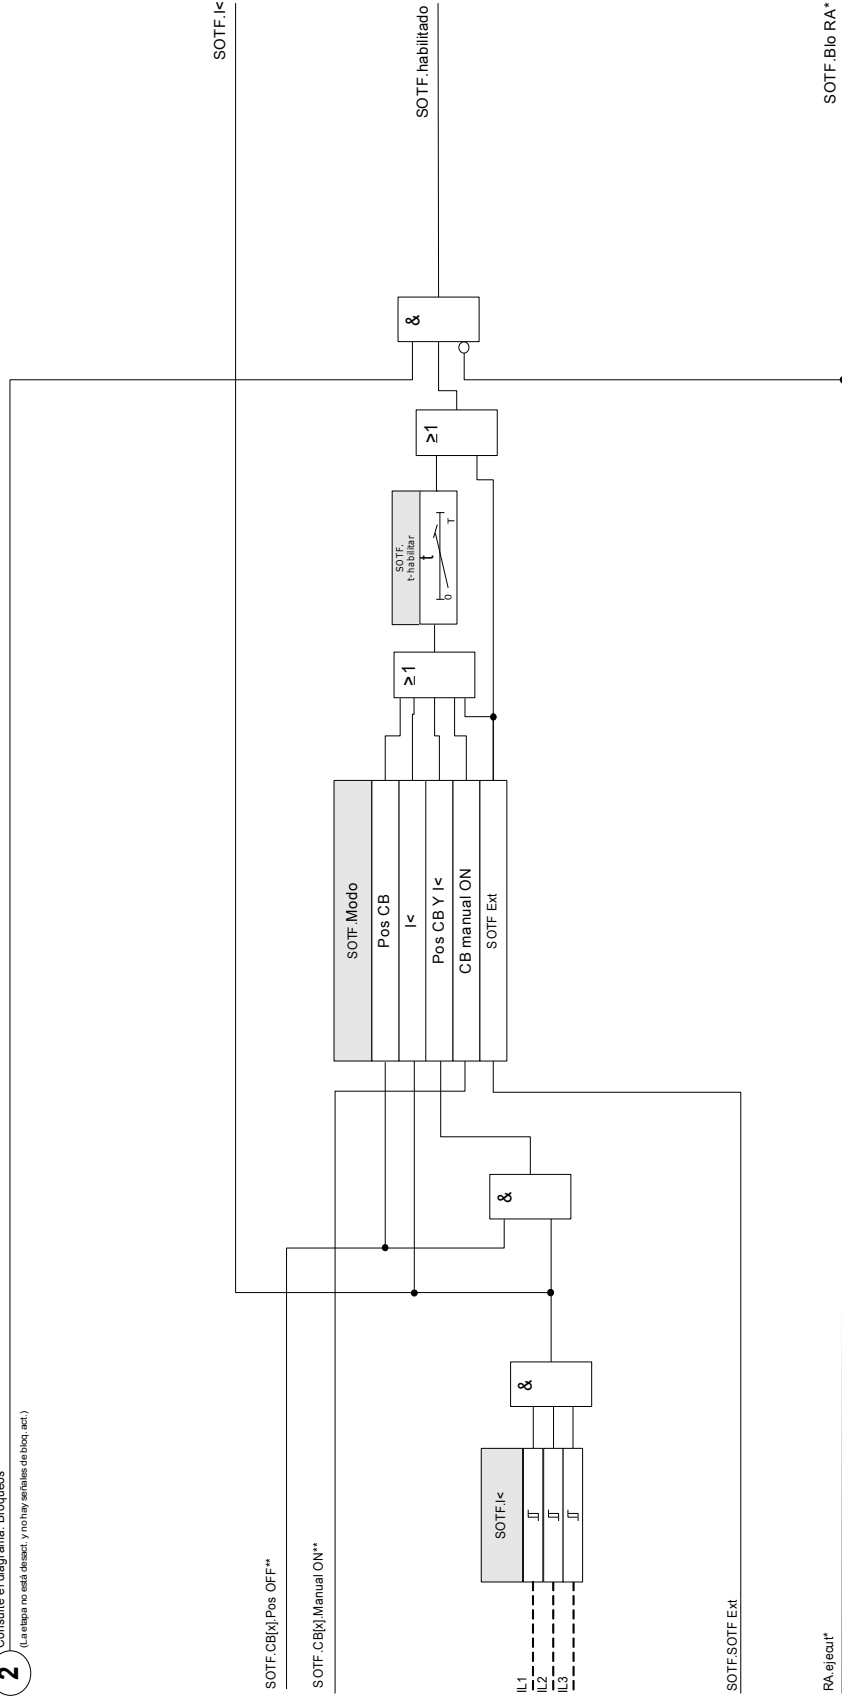 2
Consulte el diagrama: Bloqueos
(La etapa no está desact. y no hay señales de bloq. act.)
SOTF.I<
SOTF.CB[x].Pos OFF**
SOTF.CB[x].Manual ON**
SOTF.Modo
Pos CB
I<
Pos CB Y I<
CB manual ON
SOTF Ext
≥1
SOTF.
t-habilitar
t
0
T
≥1
&
SOTF.habilitado
&
&
SOTF.I<
IL1
IL2
IL3
SOTF.SOTF Ext
RA.ejecut*
SOTF.Blo RA*